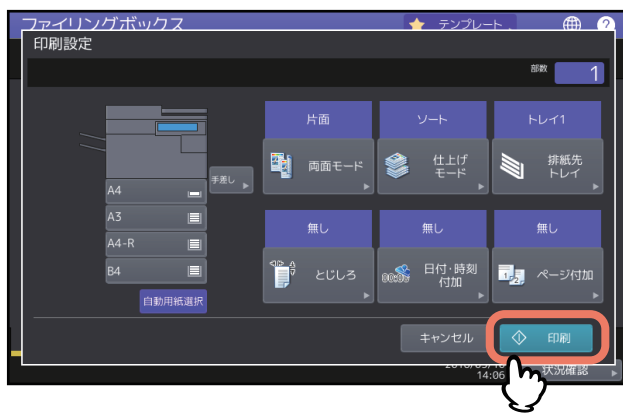 ファイリングボックス
テンプレート
?
印刷設定
部数 1
片面 ソート トレイ1
両面モード 仕上げモード 排紙先トレイ
手差し
A4
A3
A4-R
B4
自動用紙選択
無し 無し 無し
とじしろ 日付・時刻付加 ページ付加
キャンセル 印刷
14:06 状況確認